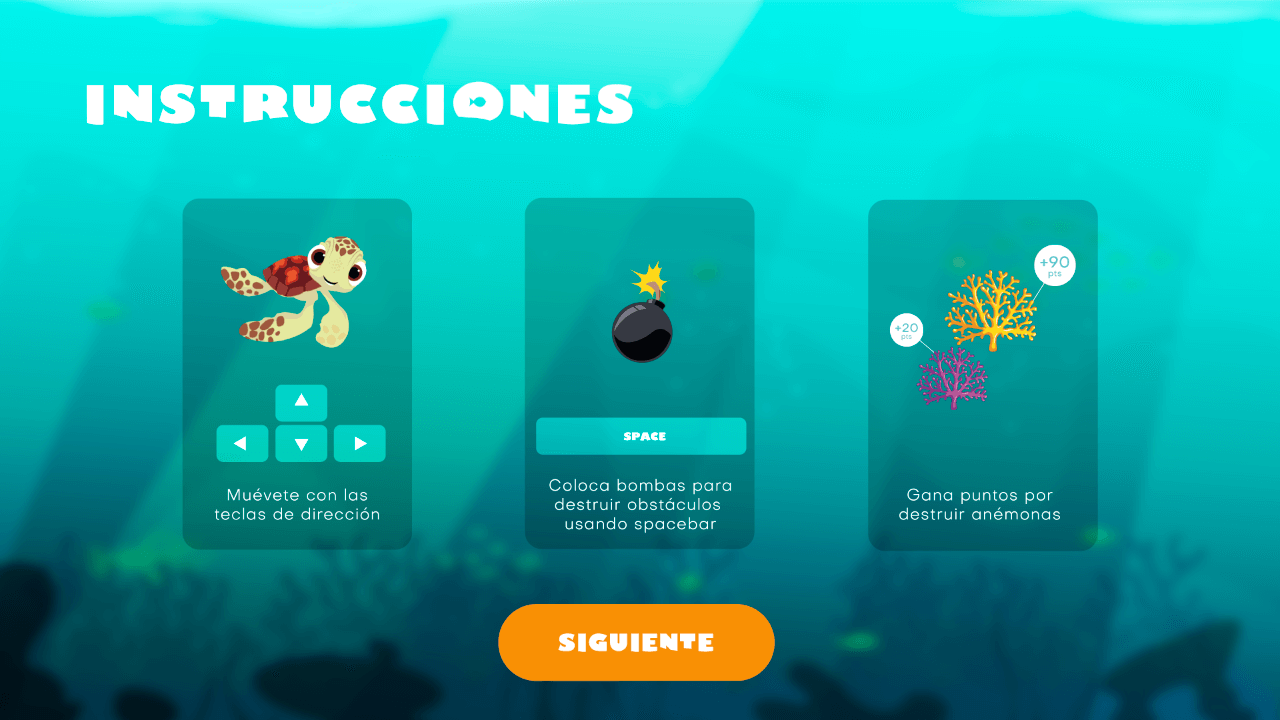 INSTRUCCIONES
SPACE
Muévete con las
teclas de dirección
Coloca bombas para
destruir obstáculos
usando spacebar
+90
pts
+20
pts
Gana puntos por
destruir anémonas
SIGUIENTE